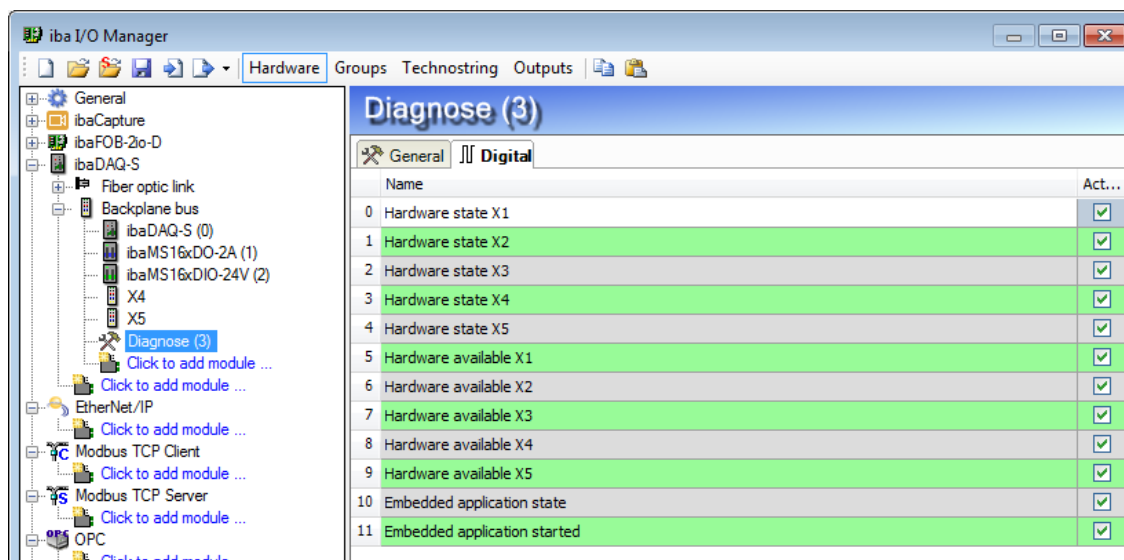 iba I/O Manager
Hardware Groups Technostring Outputs
General
ibaCapture
ibaFOB-2io-D
ibaDAQ-S
Fiber optic link
Backplane bus
ibaDAQ-S (0)
ibaMS16xDO-2A (1)
ibaMS16xDIO-24V (2)
X4
X5
Diagnose (3)
Click to add module ...
Click to add module ...
EtherNet/IP
Click to add module ...
Modbus TCP Client
Click to add module ...
Modbus TCP Server
Click to add module ...
OPC
Click to add module ...
Diagnose (3)
General Digital
Name Act...
0 Hardware state X1
1 Hardware state X2
2 Hardware state X3
3 Hardware state X4
4 Hardware state X5
5 Hardware available X1
6 Hardware available X2
7 Hardware available X3
8 Hardware available X4
9 Hardware available X5
10 Embedded application state
11 Embedded application started